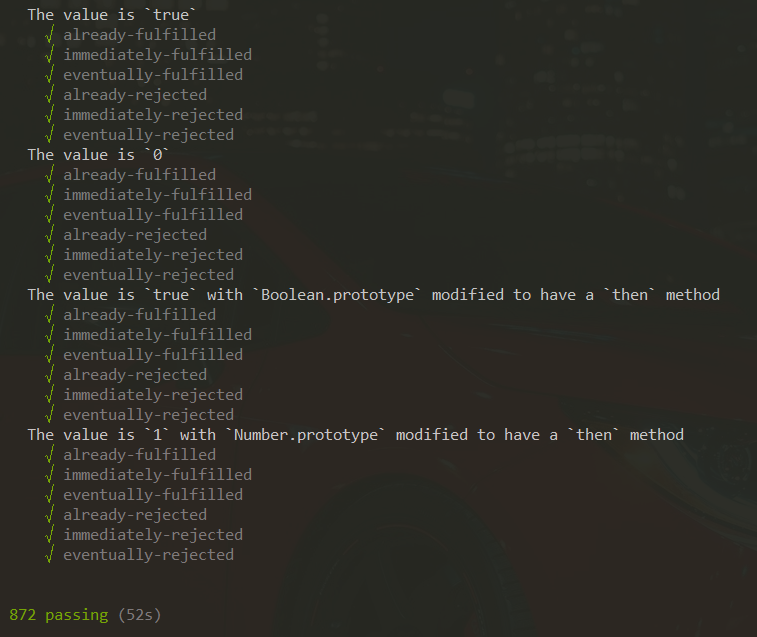 The value is `true`
√ already-fulfilled
√ immediately-fulfilled
√ eventually-fulfilled
√ already-rejected
√ immediately-rejected
√ eventually-rejected
The value is `0`
√ already-fulfilled
√ immediately-fulfilled
√ eventually-fulfilled
√ already-rejected
√ immediately-rejected
√ eventually-rejected
The value is `true` with `Boolean.prototype` modified to have a `then` method
√ already-fulfilled
√ immediately-fulfilled
√ eventually-fulfilled
√ already-rejected
√ immediately-rejected
√ eventually-rejected
The value is `1` with `Number.prototype` modified to have a `then` method
√ already-fulfilled
√ immediately-fulfilled
√ eventually-fulfilled
√ already-rejected
√ immediately-rejected
√ eventually-rejected
872 passing (52s)